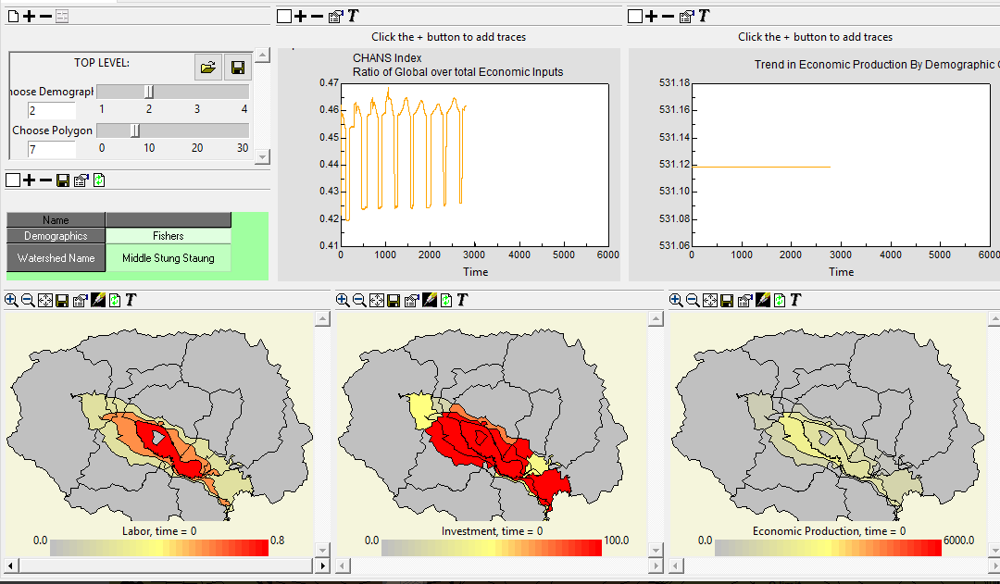 T
T
Click the + button to add traces
Click the + button to add traces
TOP LEVEL:
hoose Demograph
2
1 2 3 4
Choose Polygon
7
0 10 20 30
CHANS Index
Ratio of Global over total Economic Inputs
0.47
0.46
0.45
0.44
0.43
0.42
0.41
0 1000 2000 3000 4000 5000 6000
Time
Trend in Economic Production By Demographic
531.18
531.16
531.14
531.12
531.10
531.08
531.06
0 1000 2000 3000 4000 5000 6000
Time
Name
Demographics Fishers
Watershed Name Middle Stung Staung
T
T
T
Labor, time = 0
0.0 0.8
Investment, time = 0
0.0 100.0
Economic Production, time = 0
0.0 6000.0